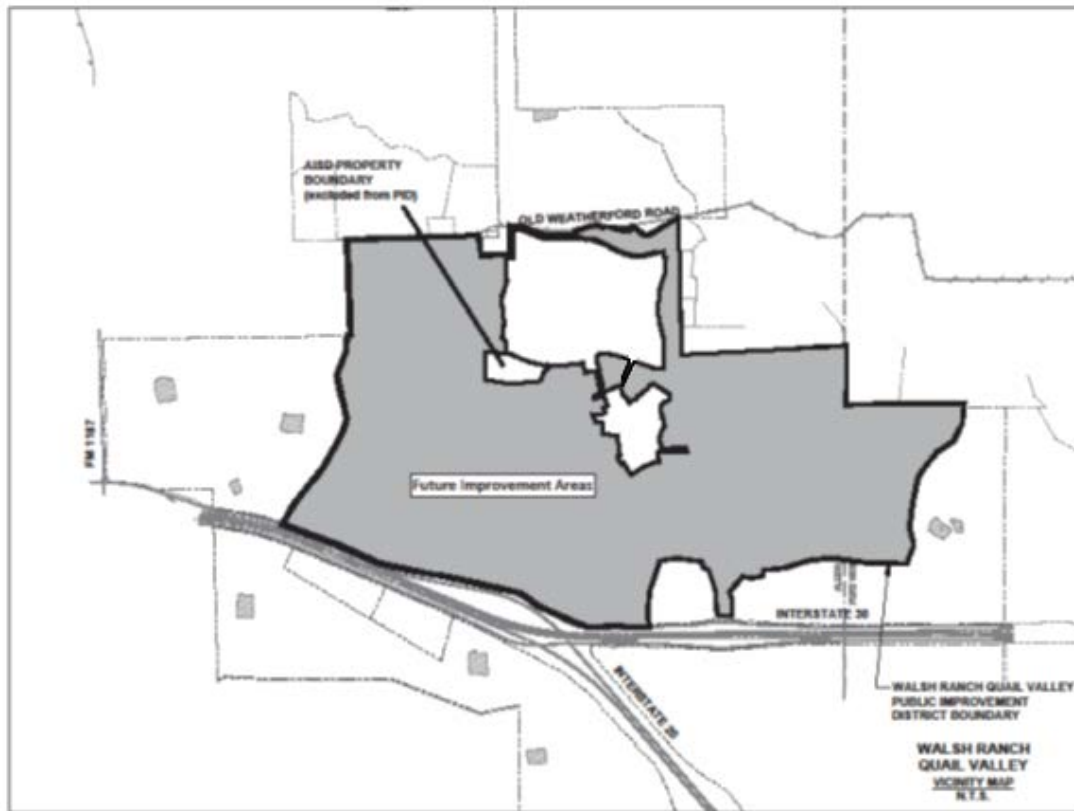 AISD PROPERTY
BOUNDARY
(excluded from PID)
OLD WEATHERFORD ROAD
FM 1187
Future Improvement Areas
INTERSTATE 30
INTERSTATE 20
WALSH RANCH QUAIL VALLEY
PUBLIC IMPROVEMENT
DISTRICT BOUNDARY
WALSH RANCH
QUAIL VALLEY
VICINITY MAP
N.T.S.